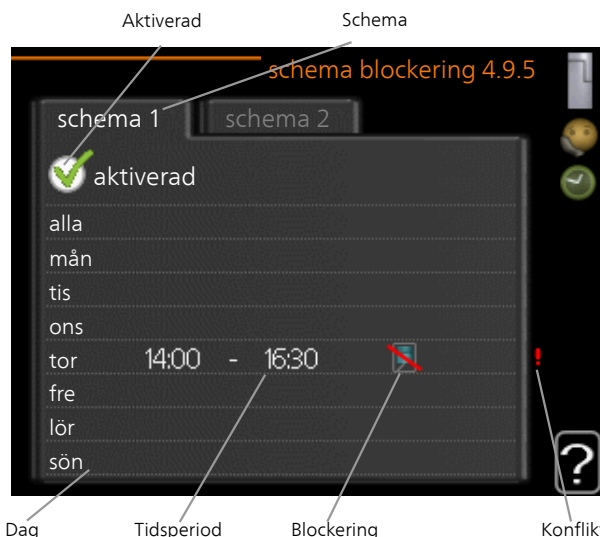 Aktiverad Schema
schema blockering 4.9.5
schema 1 schema 2
aktiverad
alla
mån
tis
ons
tor 14:00 - 16:30 !
fre
lör
sön
?
Dag Tidsperiod Blockering Konflikt